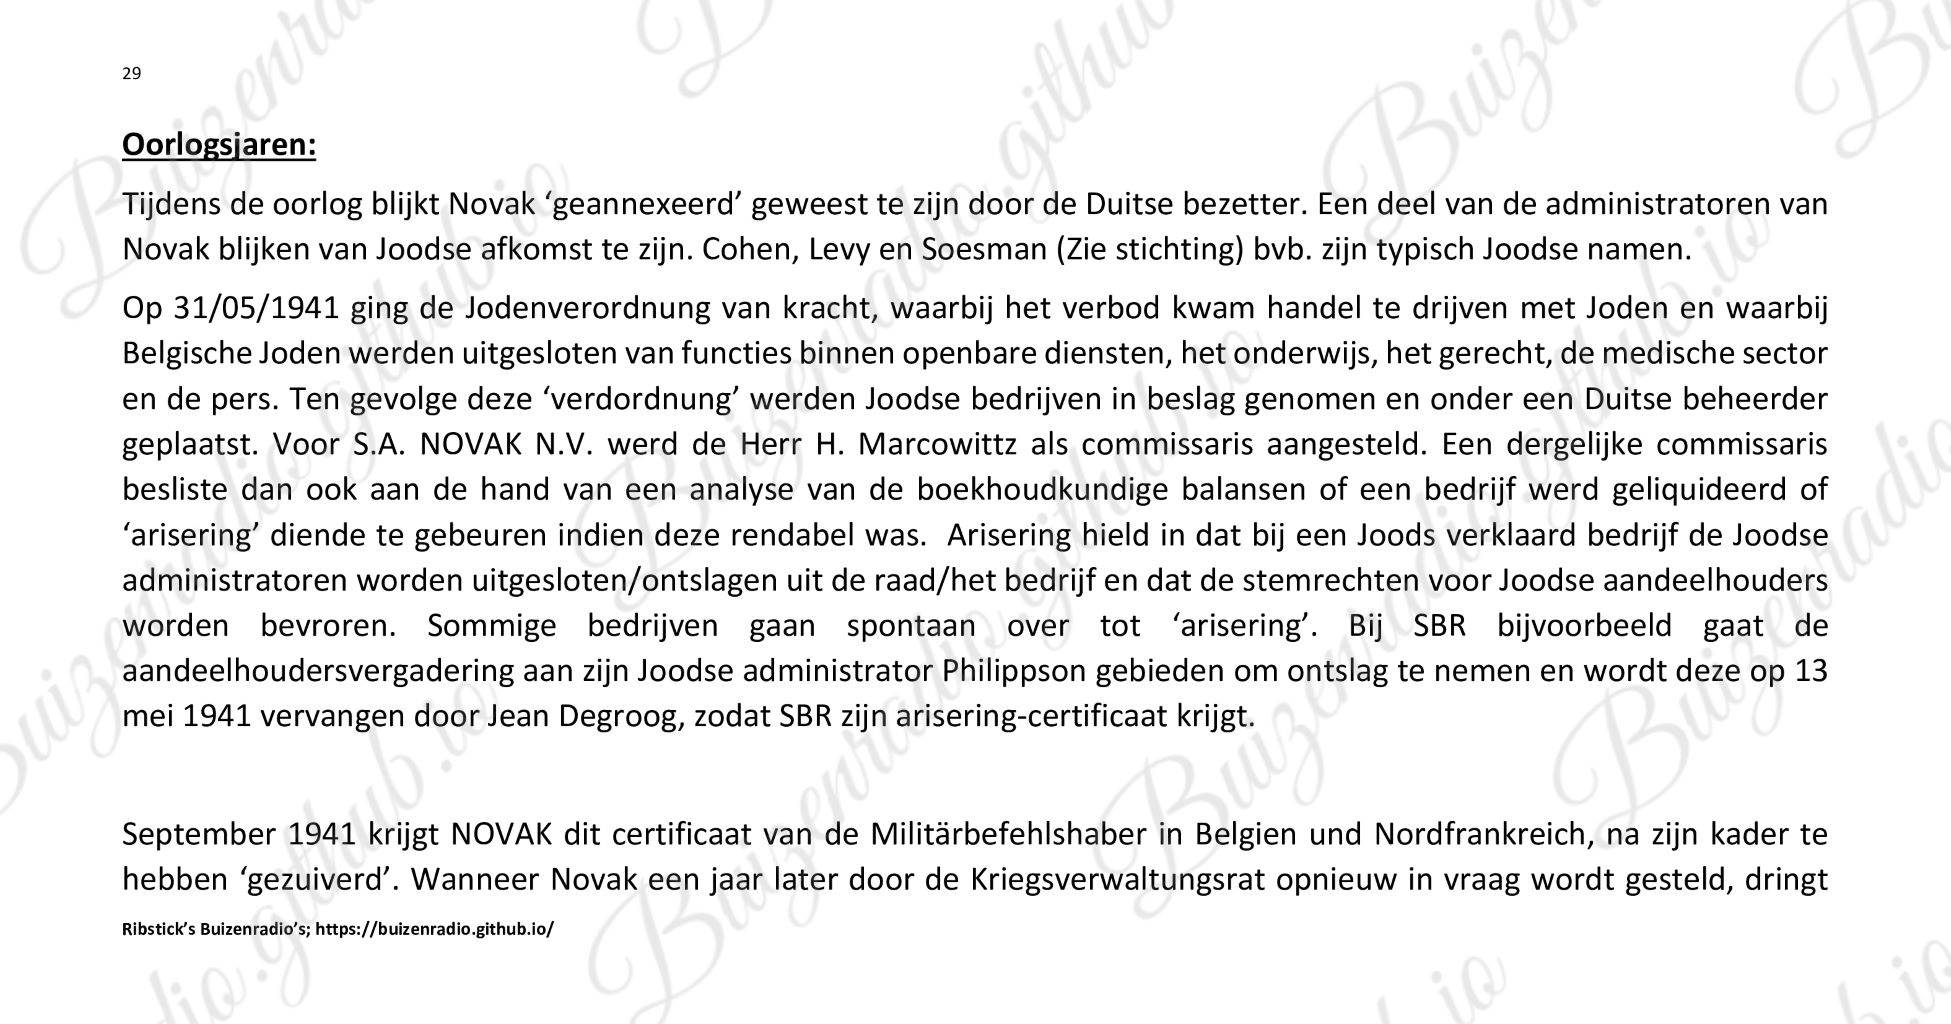 29
Oorlogsjaren:
Tijdens de oorlog blijkt Novak ‘geannexeerd’ geweest te zijn door de Duitse bezetter. Een deel van de administratoren van
Novak blijken van Joodse afkomst te zijn. Cohen, Levy en Soesman (Zie stichting) bvb. zijn typisch Joodse namen.
Op 31/05/1941 ging de Jodenverordnung van kracht, waarbij het verbod kwam handel te drijven met Joden en waarbij
Belgische Joden werden uitgesloten van functies binnen openbare diensten, het onderwijs, het gerecht, de medische sector
en de pers. Ten gevolge deze ‘verdordnung’ werden Joodse bedrijven in beslag genomen en onder een Duitse beheerder
geplaatst. Voor S.A. NOVAK N.V. werd de Herr H. Marcowittz als commissaris aangesteld. Een dergelijke commissaris
besliste dan ook aan de hand van een analyse van de boekhoudkundige balansen of een bedrijf werd geliquideerd of
‘arisering’ diende te gebeuren indien deze rendabel was.  Arisering hield in dat bij een Joods verklaard bedrijf de Joodse
administratoren worden uitgesloten/ontslagen uit de raad/het bedrijf en dat de stemrechten voor Joodse aandeelhouders
worden bevroren. Sommige bedrijven gaan spontaan over tot ‘arisering’. Bij SBR bijvoorbeeld gaat de
aandeelhoudersvergadering aan zijn Joodse administrator Philippson gebieden om ontslag te nemen en wordt deze op 13
mei 1941 vervangen door Jean Degroog, zodat SBR zijn arisering-certificaat krijgt.
September 1941 krijgt NOVAK dit certificaat van de Militärbefehlshaber in Belgien und Nordfrankreich, na zijn kader te
hebben ‘gezuiverd’. Wanneer Novak een jaar later door de Kriegsverwaltungsrat opnieuw in vraag wordt gesteld, dringt
Ribstick’s Buizenradio’s; https://buizenradio.github.io/